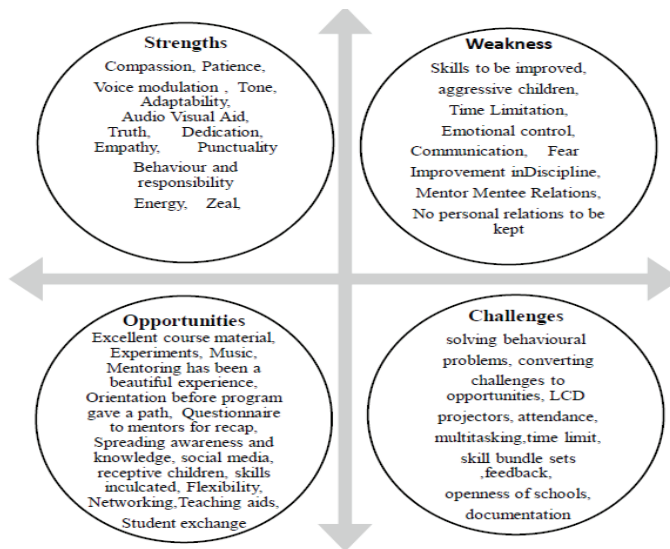 Strengths
Compassion, Patience,
Voice modulation , Tone,
Adaptability,
Audio Visual Aid,
Truth, Dedication,
Empathy, Punctuality
Behaviour and
responsibility
Energy, Zeal,
Weakness
Skills to be improved,
aggressive children,
Time Limitation,
Emotional control,
Communication, Fear
Improvement inDiscipline,
Mentor Mentee Relations,
No personal relations to be
kept
Opportunities
Excellent course material,
Experiments, Music,
Mentoring has been a
beautiful experience,
Orientation before program
gave a path, Questionnaire
to mentors for recap,
Spreading awareness and
knowledge, social media,
receptive children, skills
inculcated, Flexibility,
Networking,Teaching aids,
Student exchange
Challenges
solving behavioural
problems, converting
challenges to
opportunities, LCD
projectors, attendance,
multitasking,time limit,
skill bundle sets
,feedback,
openness of schools,
documentation